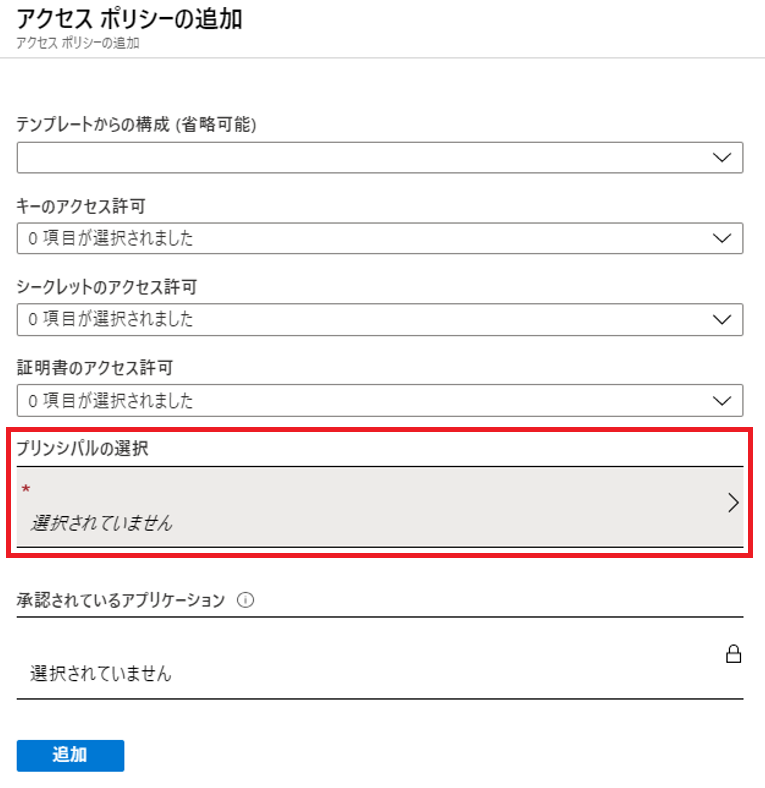 アクセス ポリシーの追加
アクセス ポリシーの追加
テンプレートからの構成 (省略可能)
キーのアクセス許可
0 項目が選択されました
シークレットのアクセス許可
0 項目が選択されました
証明書のアクセス許可
0 項目が選択されました
プリンシパルの選択
*
選択されていません
承認されているアプリケーション
選択されていません
追加